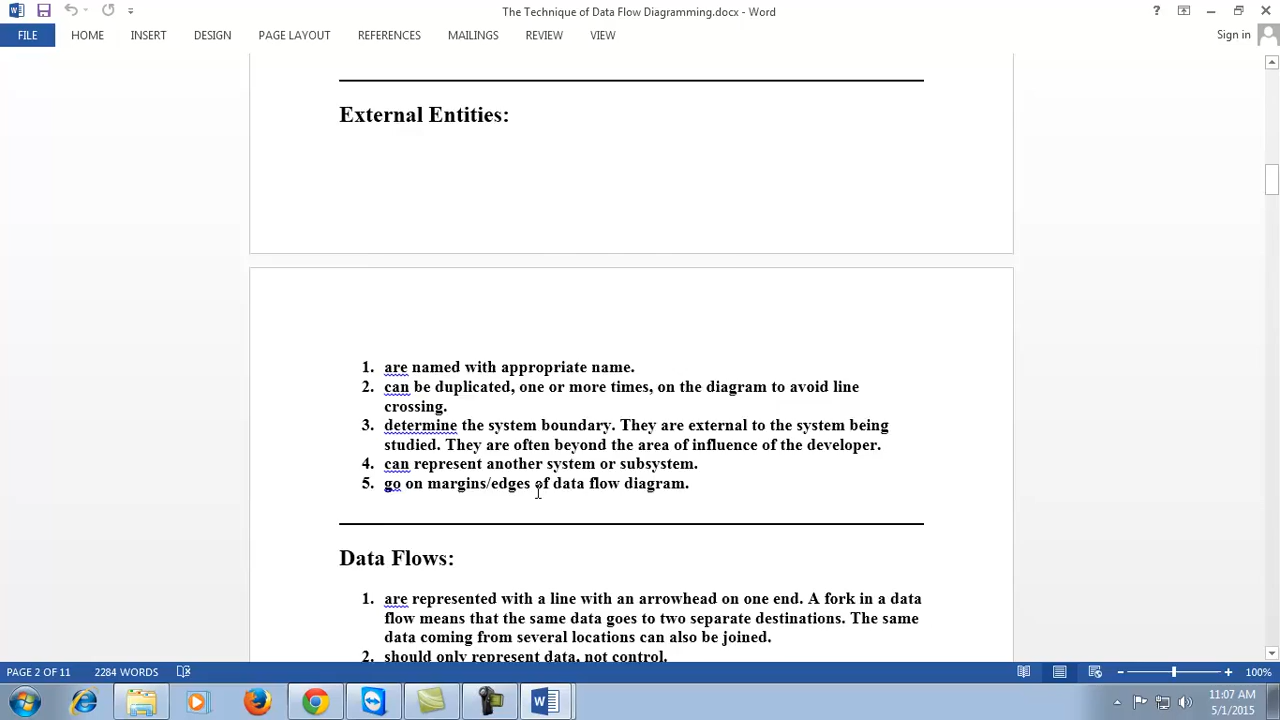 The Technique of Data Flow Diagramming.docx - Word
?
FILE HOME INSERT DESIGN PAGE LAYOUT REFERENCES MAILINGS REVIEW VIEW Sign in
External Entities:
1. are named with appropriate name.
2. can be duplicated, one or more times, on the diagram to avoid line
crossing.
3. determine the system boundary. They are external to the system being
studied. They are often beyond the area of influence of the developer.
4. can represent another system or subsystem.
5. go on margins/edges of data flow diagram.
Data Flows:
1. are represented with a line with an arrowhead on one end. A fork in a data
flow means that the same data goes to two separate destinations. The same
data coming from several locations can also be joined.
2. should only represent data, not control.
PAGE 2 OF 11 2284 WORDS 100%
11:07 AM
5/1/2015